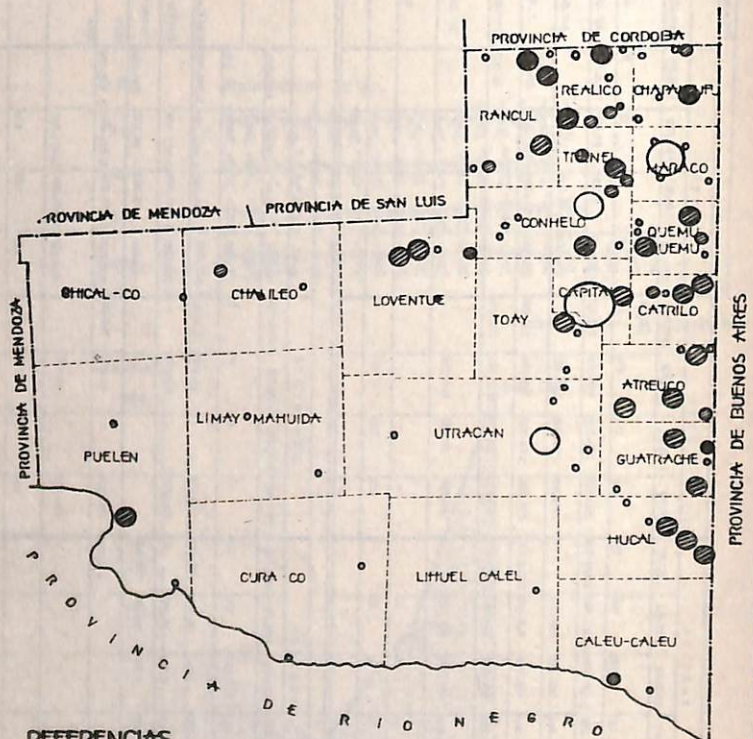 PROVINCIA DE CORDOBA
REALICO
CHAPALEUFU
RANCUL
TRENEL
MARACO
.ROVINCIA DE MENDOZA
PROVINCIA DE SAN LUIS
CONHELO
QUEMU
QUEMU
CHICAL-CO
CHALILEO
LOVENTUE
CAPITAL
TOAY
CATRILO
PROVINCIA DE MENDOZA
PROVINCIA DE BUENOS AIRES
ATREUCO
LIMAY MAHUIDA
UTRACAN
PUELEN
GUATRACHE
HUCAL
CURA-CO
LIHUEL CALEL
CALEU-CALEU
PROVINCIA DE RIO NEGRO
REFERENCIAS